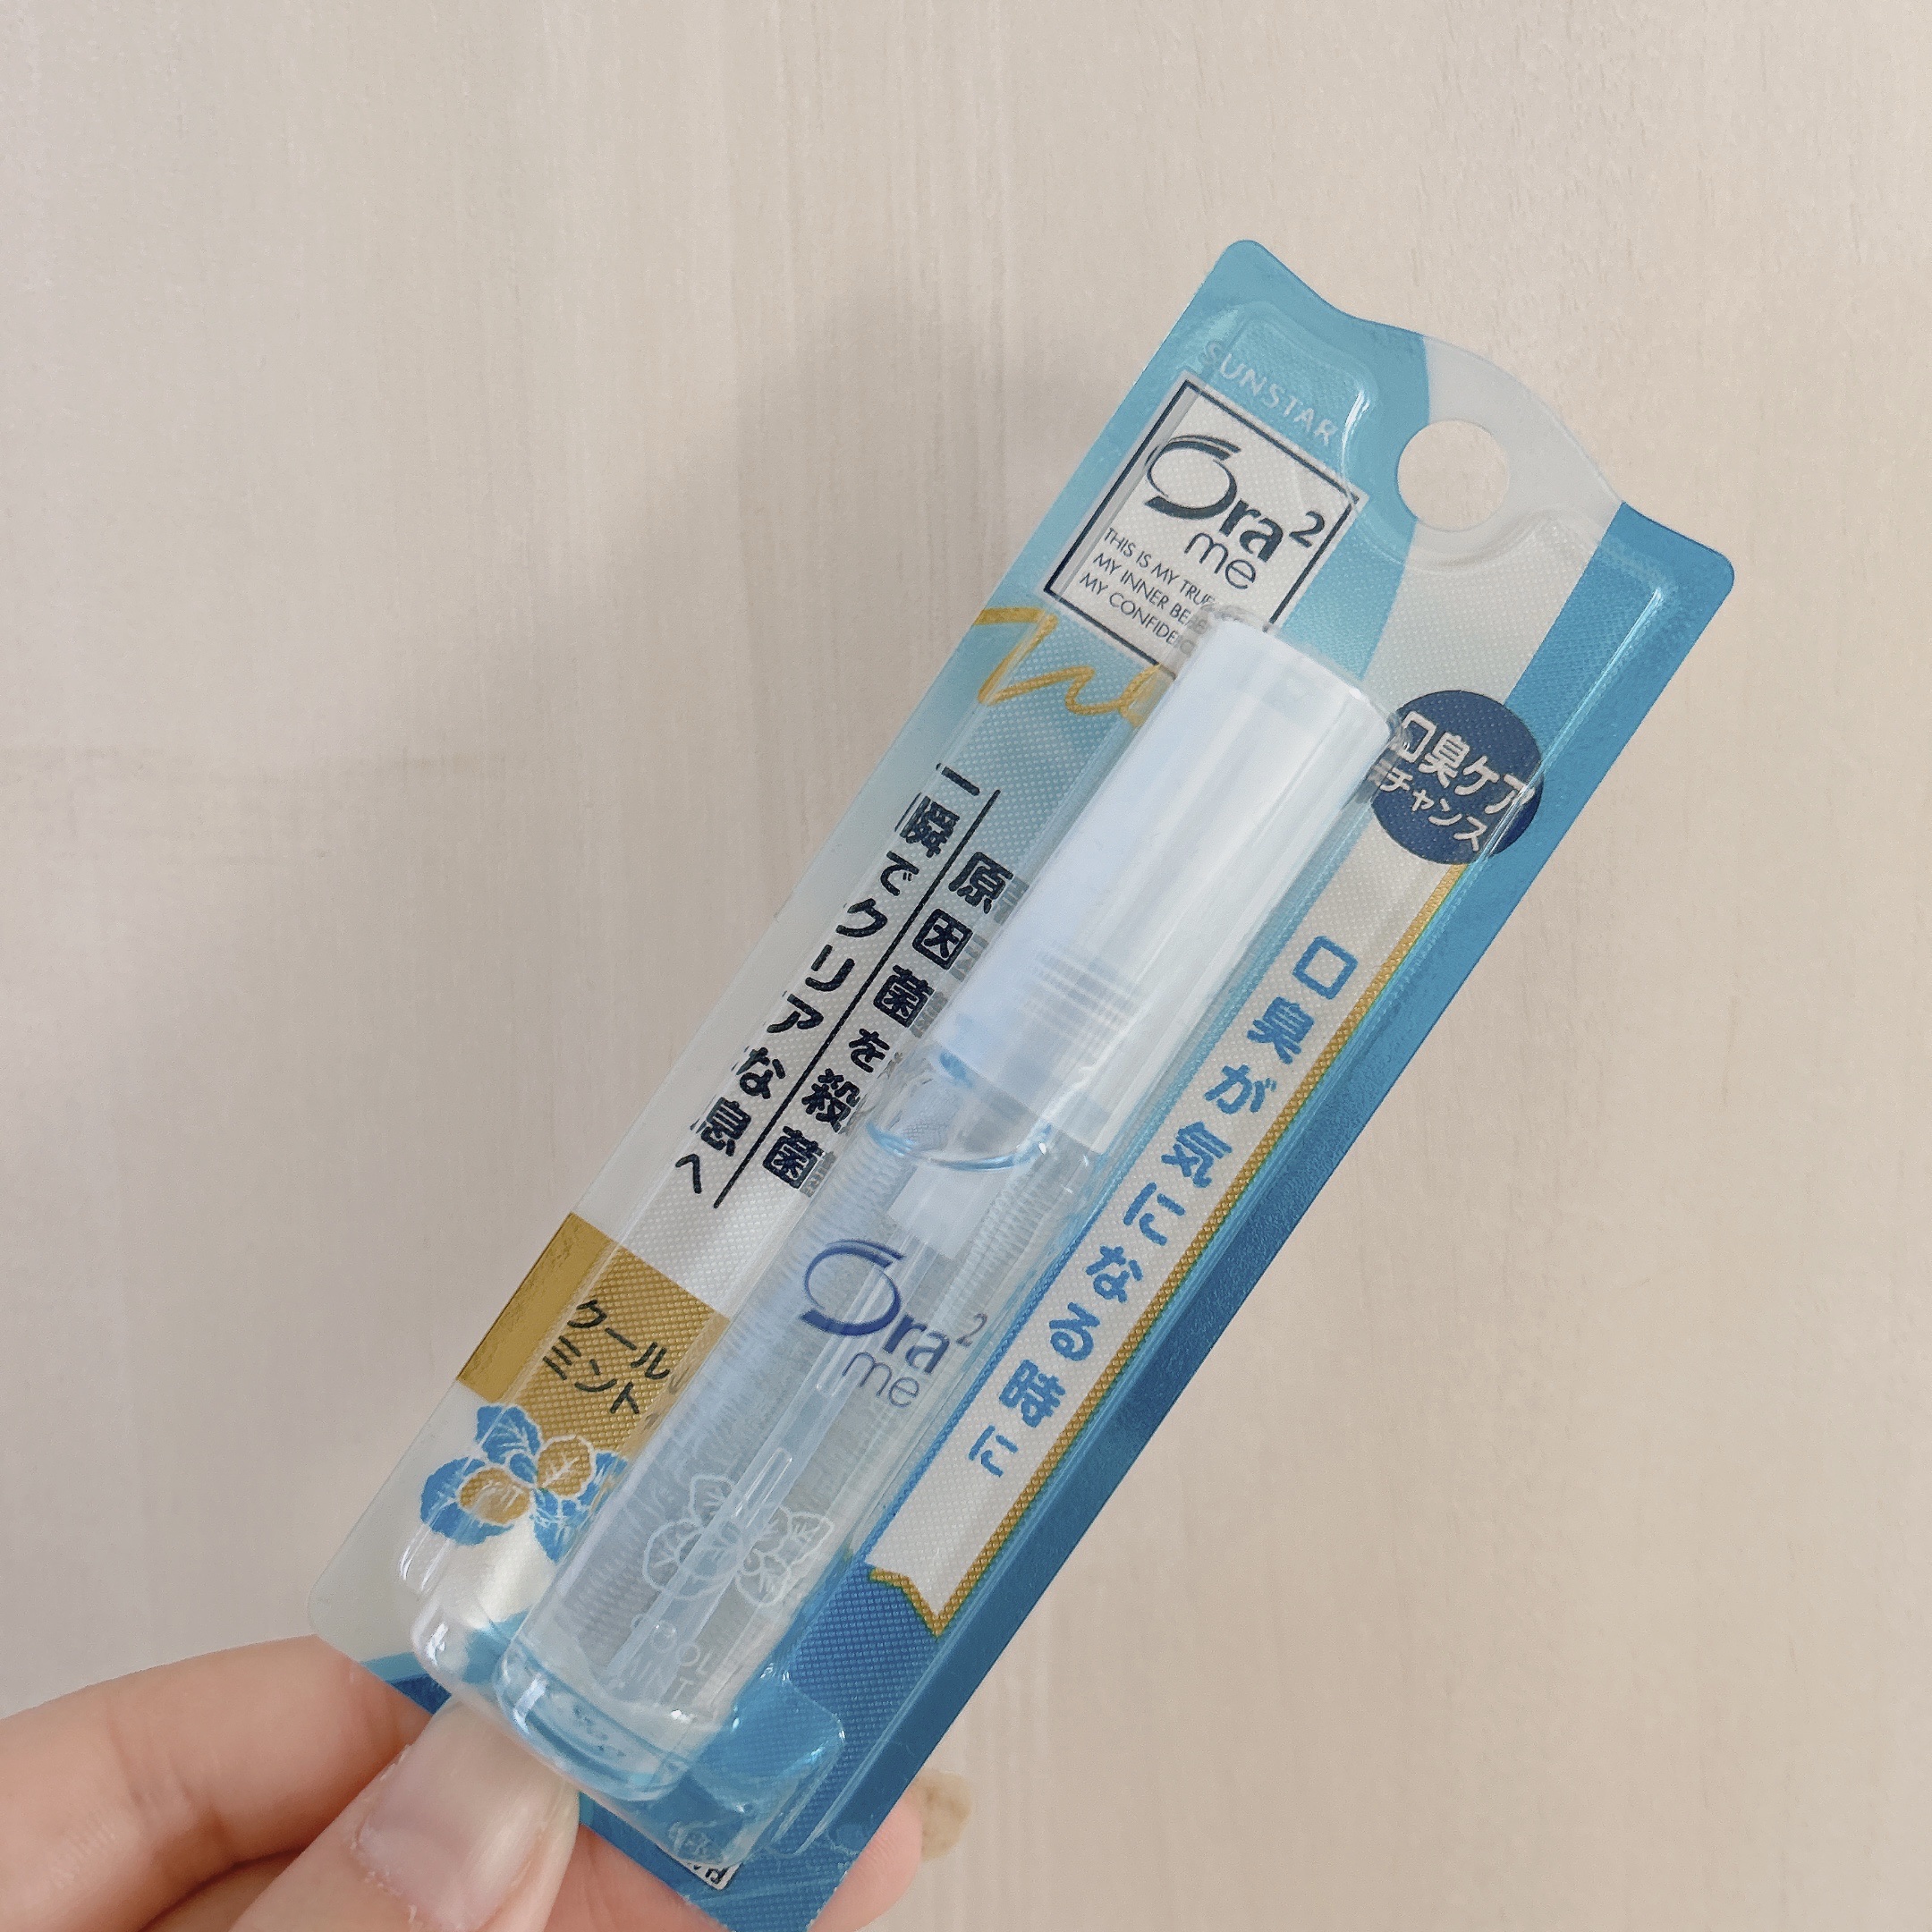 SUNSTAR
Ora²
me
THIS IS MY TRUE
MY INNER
MY
口臭ケア
チャンス
口臭が気になる時に
原因菌を殺菌
一瞬でクリアな息へ
クール
ミント
Ora²
me